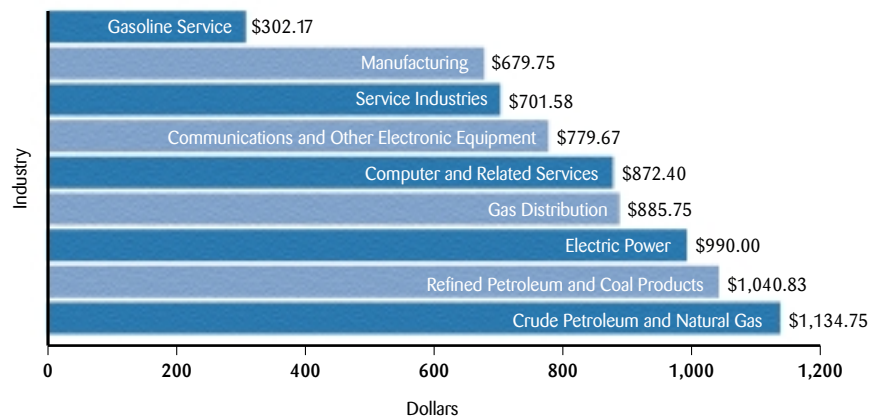 Gasoline Service $302.17
Manufacturing $679.75
Service Industries $701.58
Communications and Other Electronic Equipment $779.67
Computer and Related Services $872.40
Gas Distribution $885.75
Electric Power $990.00
Refined Petroleum and Coal Products $1,040.83
Crude Petroleum and Natural Gas $1,134.75
Industry
0 200 400 600 800 1,000 1,200
Dollars